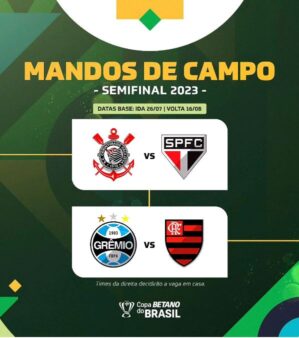 MANDOS DE CAMPO
- SEMIFINAL 2023 -
DATAS BASE: IDA 26/07 | VOLTA 16/08
VS
SPFC
GRÊMIO
VS
Times da direita decidirão a vaga em casa.
Copa BETANO
do BRASIL